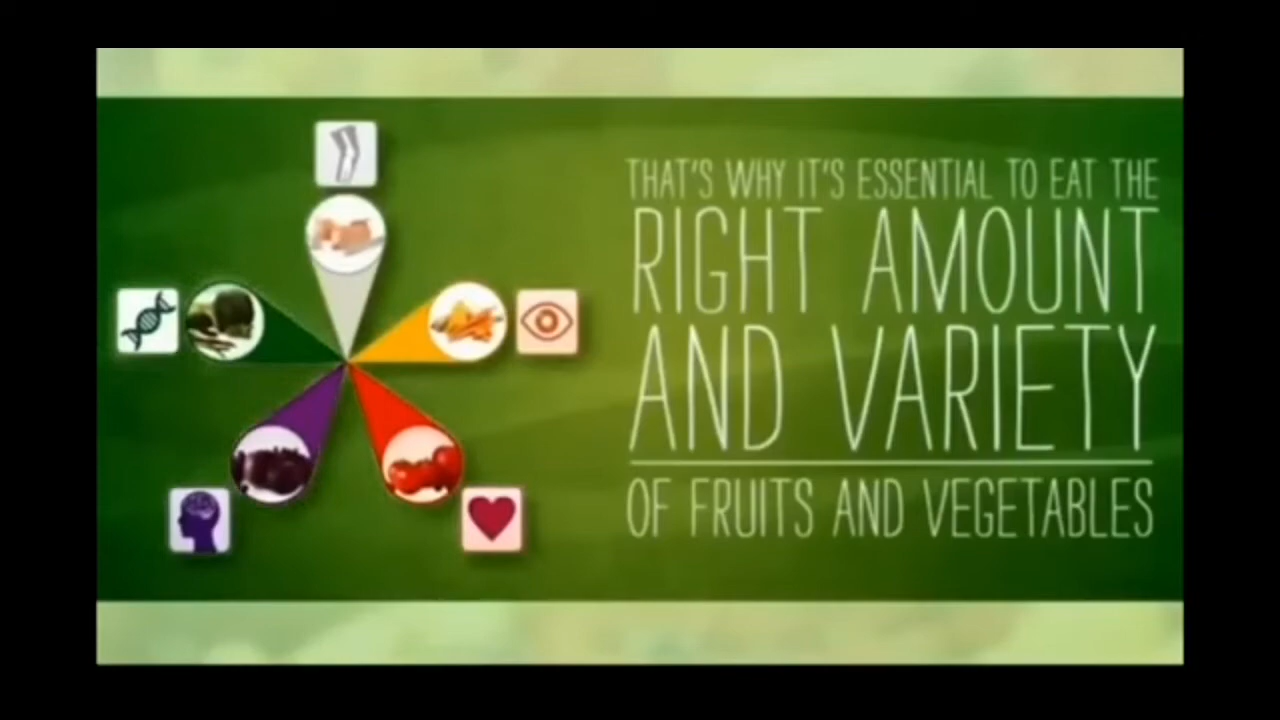 THAT'S WHY IT'S ESSENTIAL TO EAT THE
RIGHT AMOUNT
AND VARIETY
OF FRUITS AND VEGETABLES